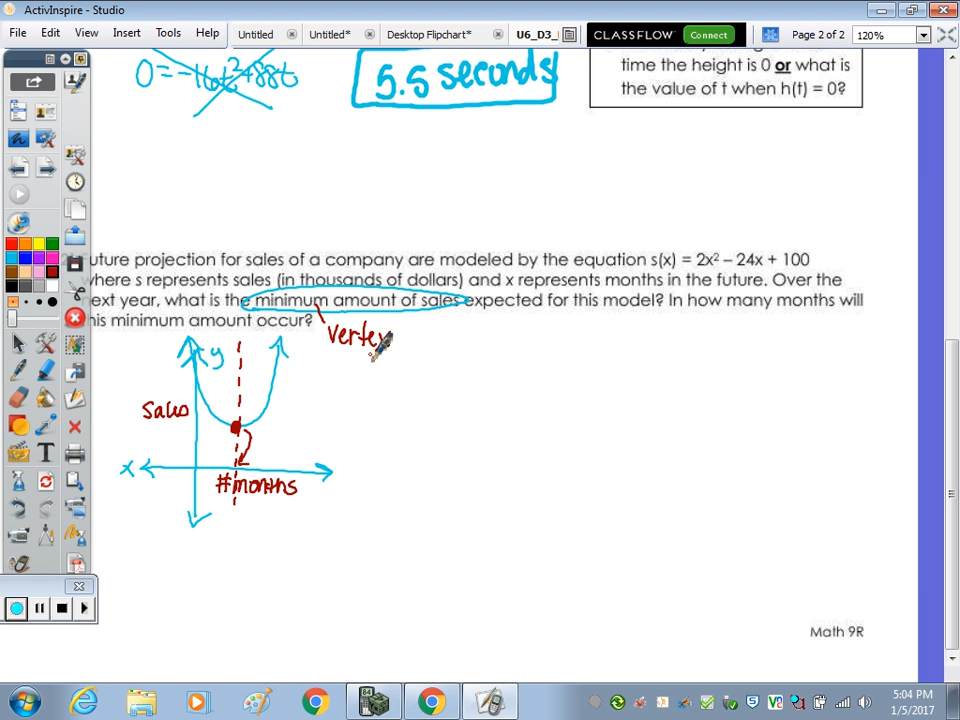 ActivInspire - Studio
File Edit View Insert Tools Help Untitled Untitled* Desktop Flipchart* U6_D3_ CLASSFLOW Connect Page 2 of 2 120%
0 = -16t²+88t
5.5 seconds
time the height is 0 or what is
the value of t when h(t) = 0?
Future projection for sales of a company are modeled by the equation s(x) = 2x² – 24x + 100
where s represents sales (in thousands of dollars) and x represents months in the future. Over the
next year, what is the minimum amount of sales expected for this model? In how many months will
this minimum amount occur?
vertex
y
sales
x
#months
Math 9R
5:04 PM
1/5/2017